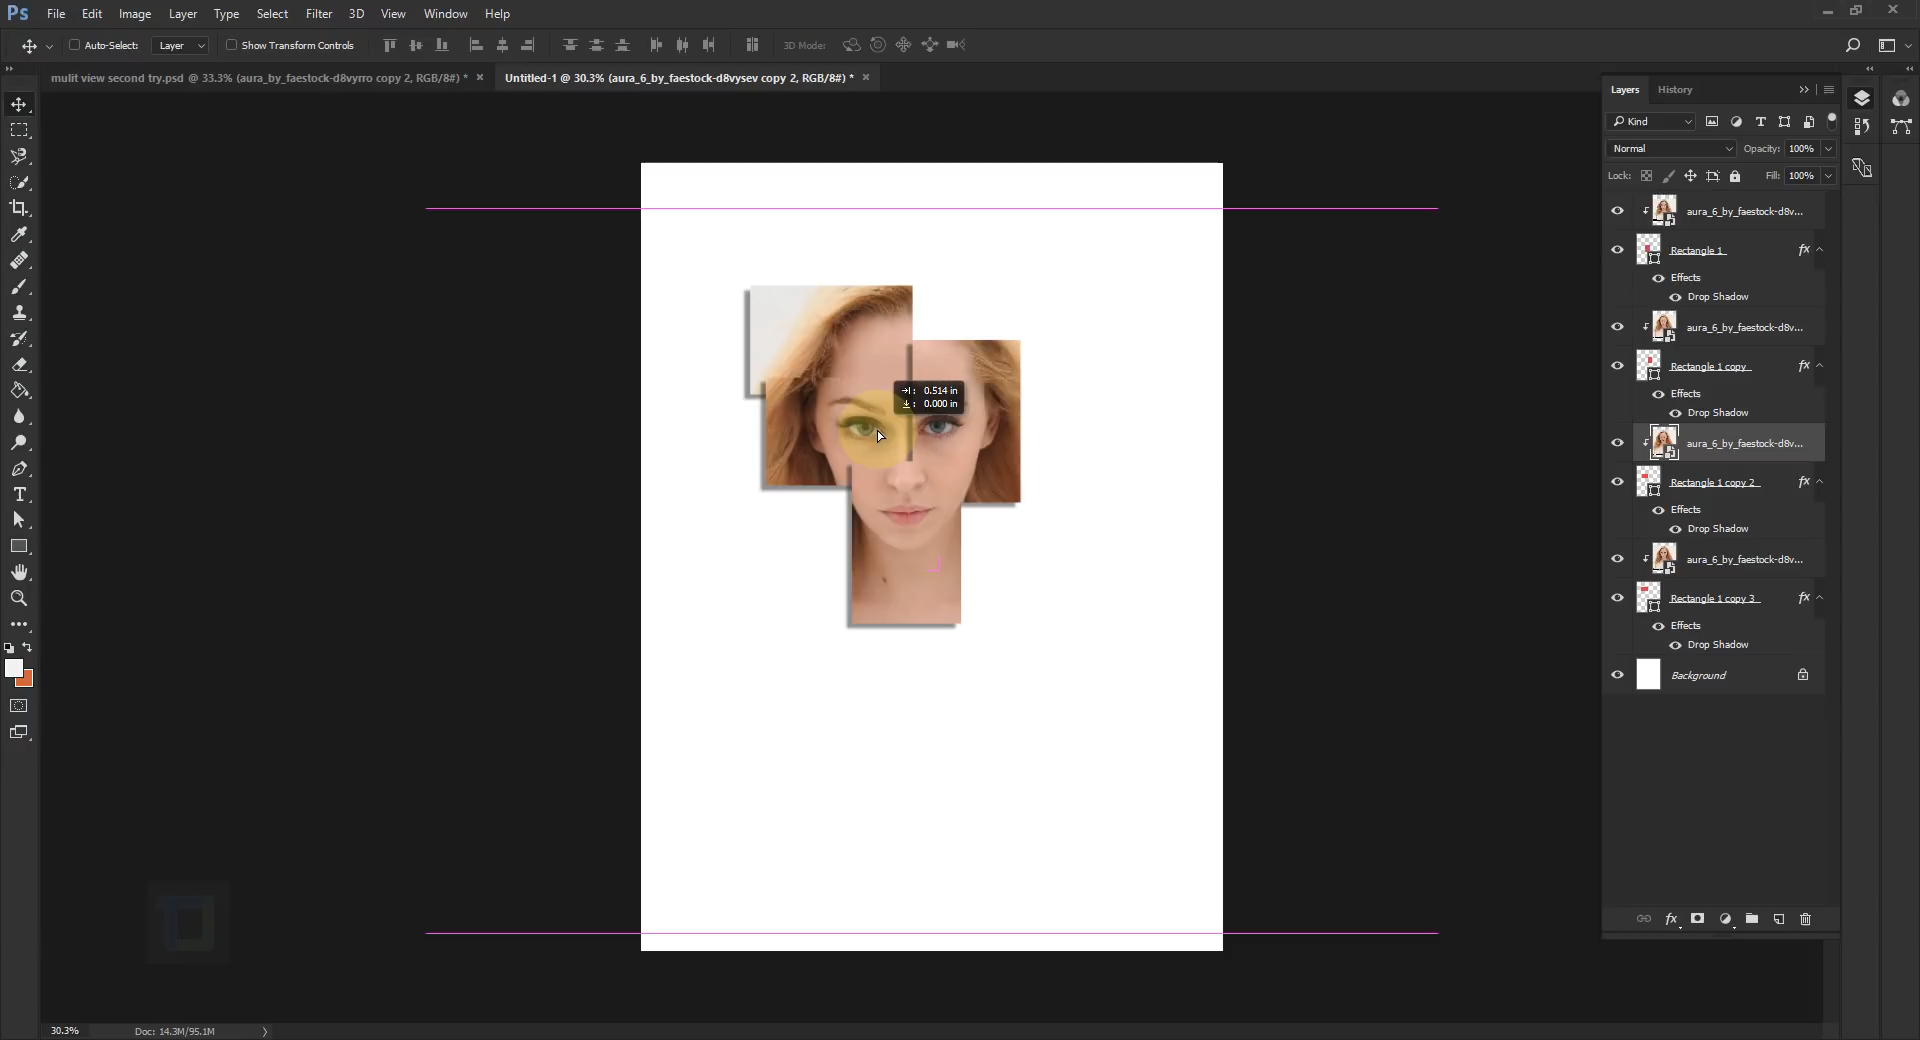 Ps File Edit Image Layer Type Select Filter 3D View Window Help
Auto-Select: Layer Show Transform Controls 3D Mode:
mulit view second try.psd @ 33.3% (aura_by_faestock-d8vyrro copy 2, RGB/8#) * × Untitled-1 @ 30.3% (aura_6_by_faestock-d8vysev copy 2, RGB/8#) * ×
Layers History
Kind
Normal Opacity: 100%
Lock: Fill: 100%
aura_6_by_faestock-d8v...
Rectangle 1 fx
Effects
Drop Shadow
aura_6_by_faestock-d8v...
Rectangle 1 copy fx
Effects
Drop Shadow
aura_6_by_faestock-d8v...
Rectangle 1 copy 2 fx
Effects
Drop Shadow
aura_6_by_faestock-d8v...
Rectangle 1 copy 3 fx
Effects
Drop Shadow
Background
fx
0.514 in
0.000 in
30.3% Doc: 14.3M/95.1M